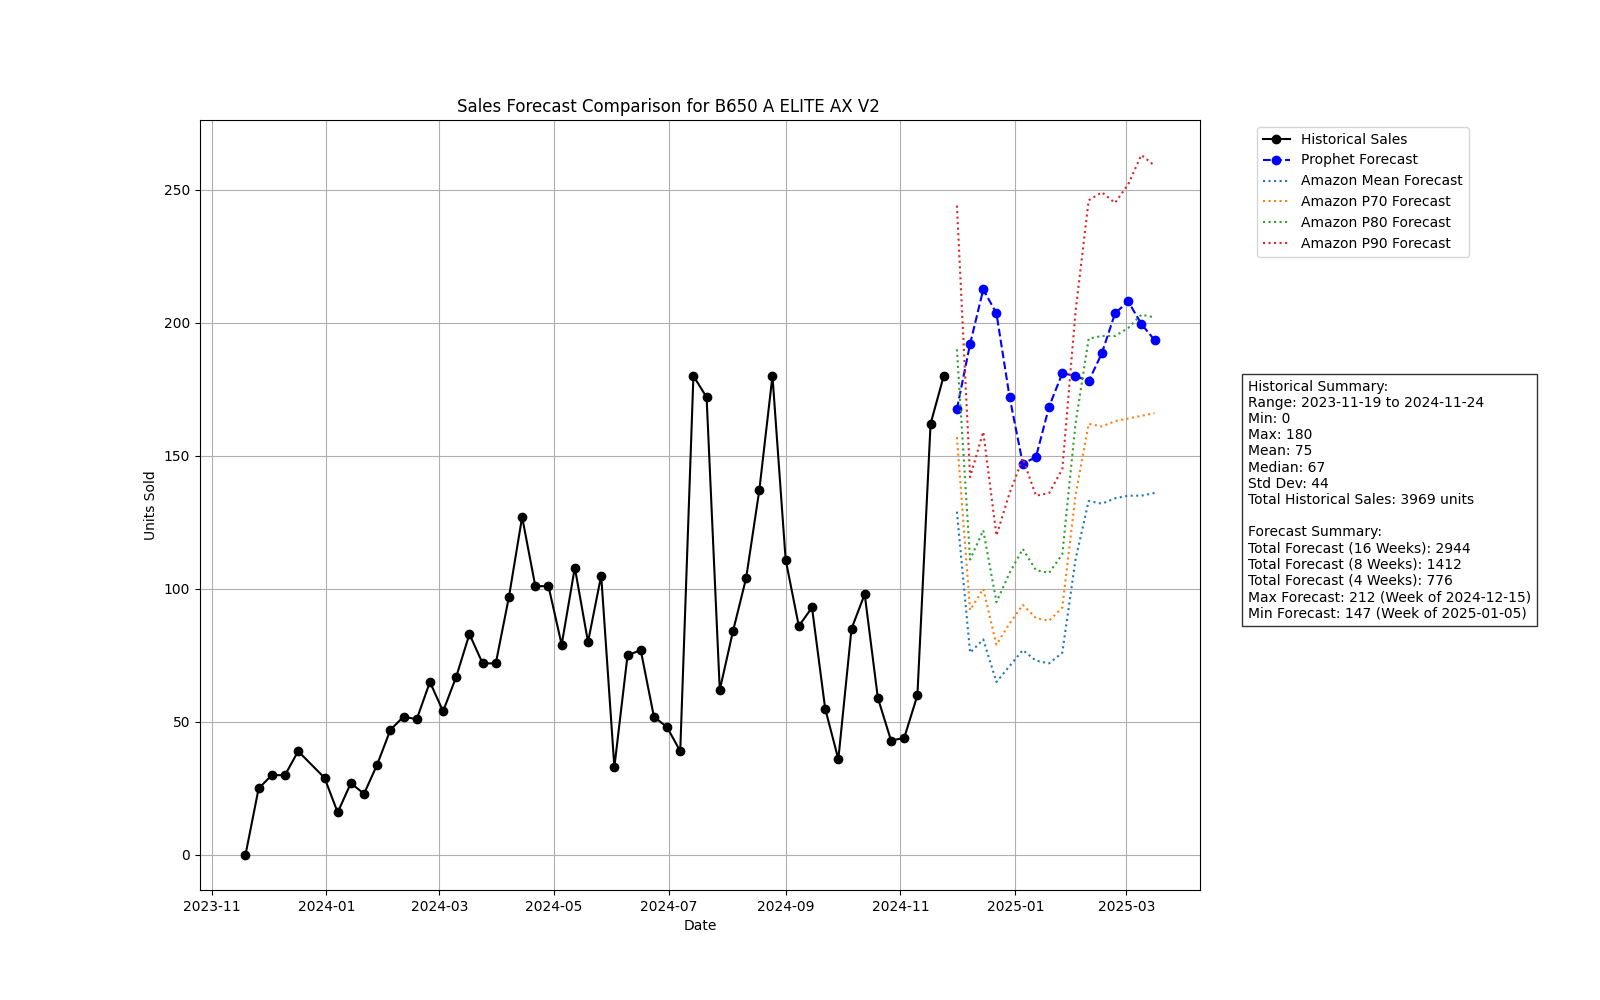 Sales Forecast Comparison for B650 A ELITE AX V2
Historical Sales
Prophet Forecast
Amazon Mean Forecast
Amazon P70 Forecast
Amazon P80 Forecast
Amazon P90 Forecast
250
200
150
100
50
0
Units Sold
2023-11 2024-01 2024-03 2024-05 2024-07 2024-09 2024-11 2025-01 2025-03
Date
Historical Summary:
Range: 2023-11-19 to 2024-11-24
Min: 0
Max: 180
Mean: 75
Median: 67
Std Dev: 44
Total Historical Sales: 3969 units
Forecast Summary:
Total Forecast (16 Weeks): 2944
Total Forecast (8 Weeks): 1412
Total Forecast (4 Weeks): 776
Max Forecast: 212 (Week of 2024-12-15)
Min Forecast: 147 (Week of 2025-01-05)